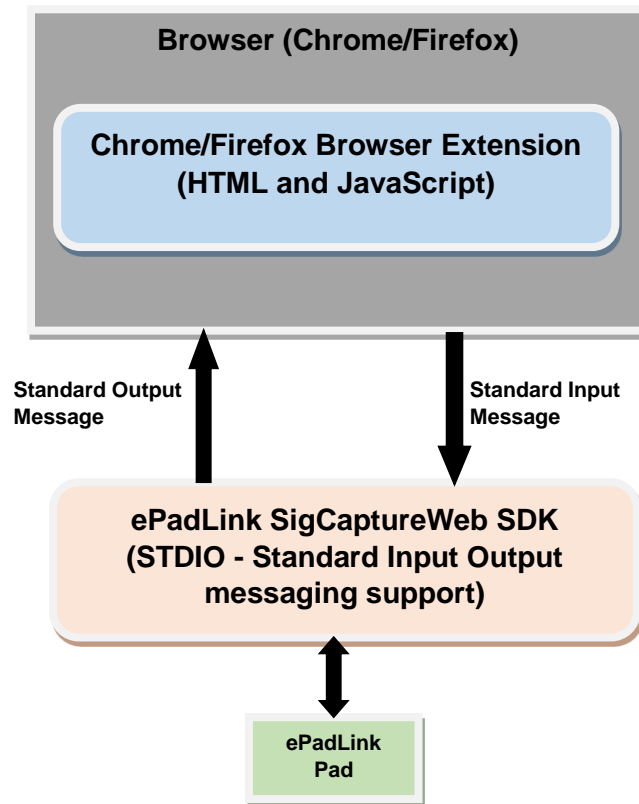 Browser (Chrome/Firefox)
Chrome/Firefox Browser Extension
(HTML and JavaScript)
Standard Output
Message
Standard Input
Message
ePadLink SigCaptureWeb SDK
(STDIO - Standard Input Output
messaging support)
ePadLink
Pad